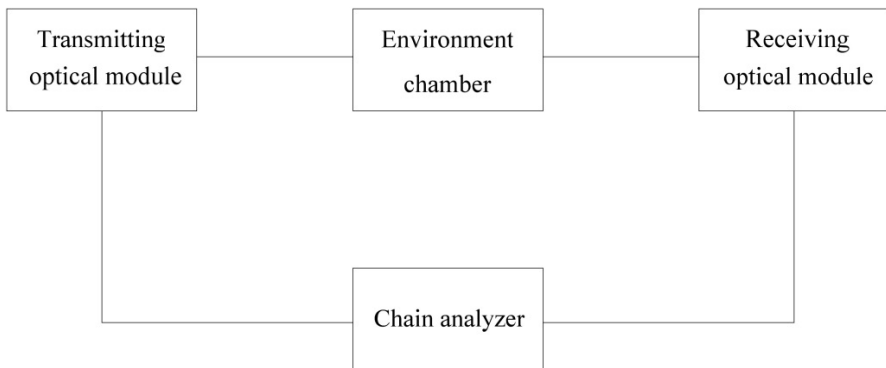 Transmitting
optical module
Environment
chamber
Receiving
optical module
Chain analyzer